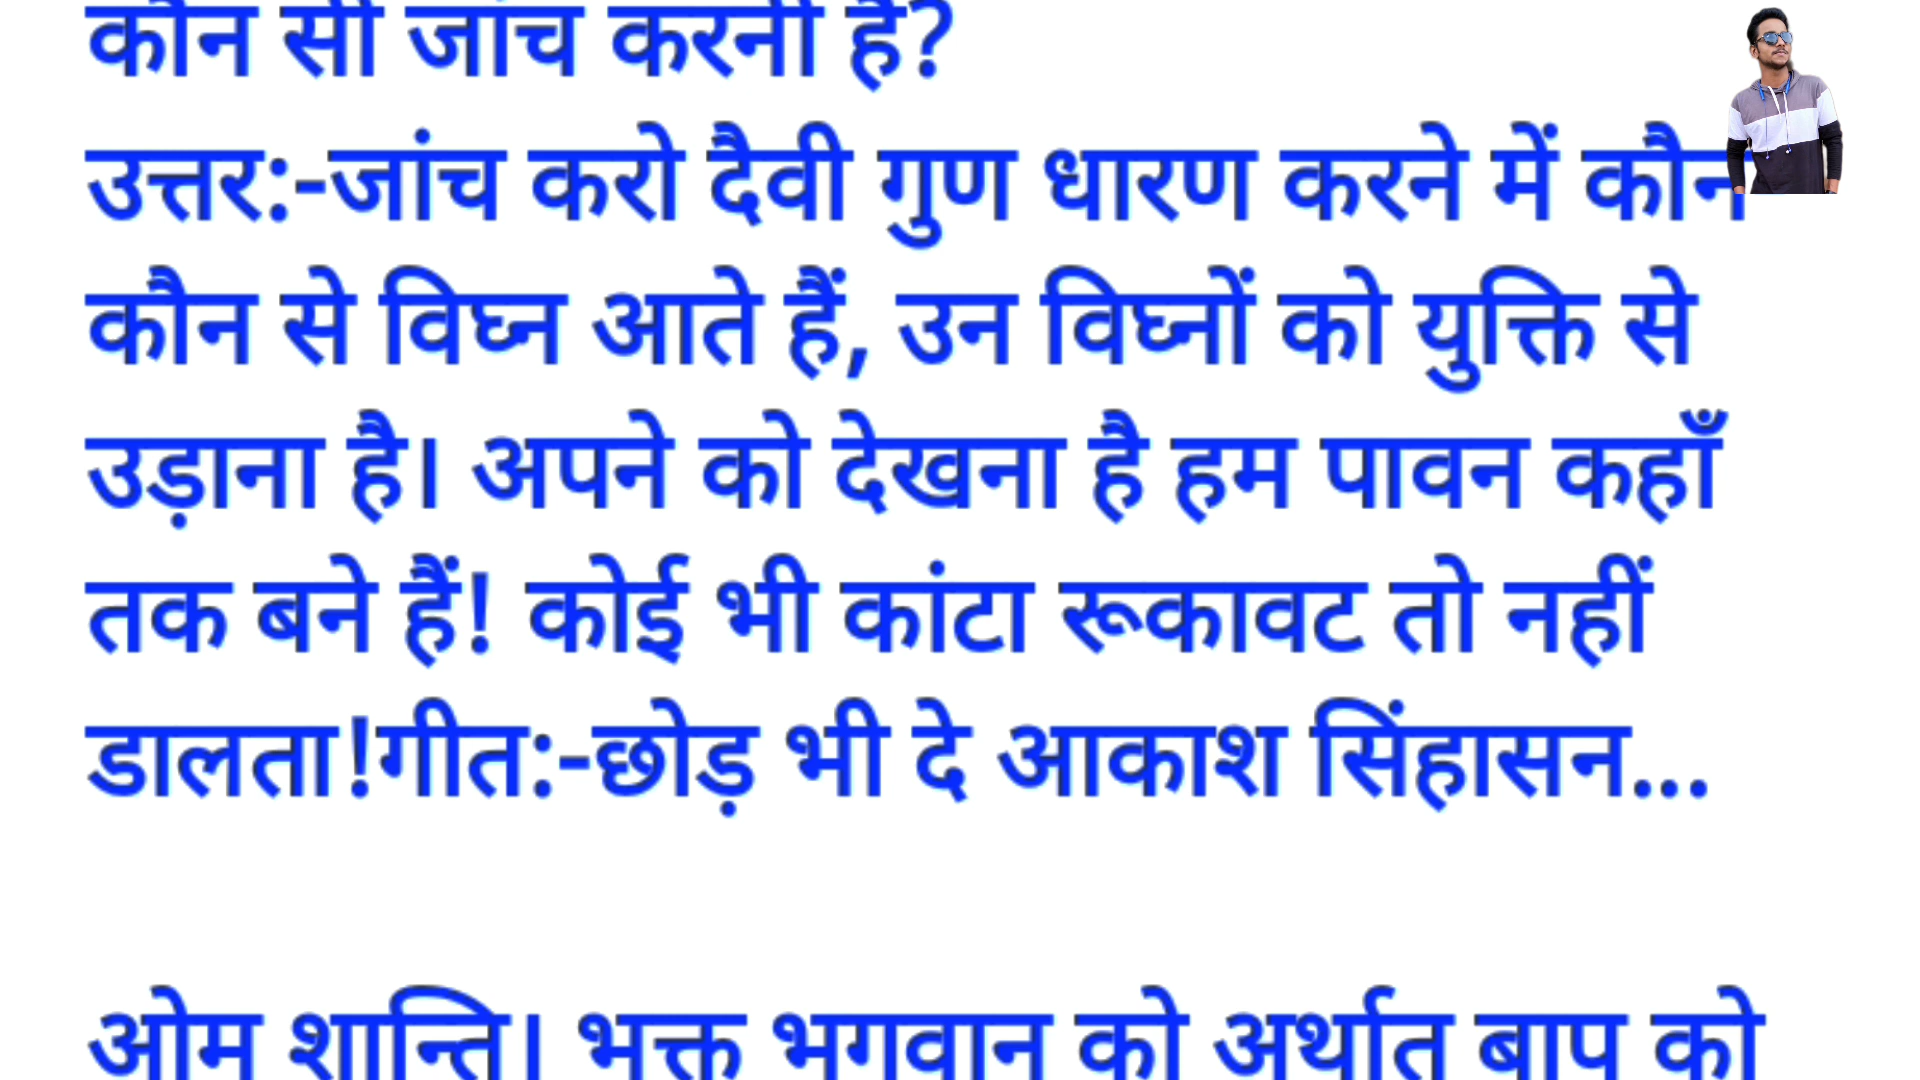 कौन सी जांच करनी है?
उत्तर:-जांच करो दैवी गुण धारण करने में कौन
कौन से विघ्न आते हैं, उन विघ्नों को युक्ति से
उड़ाना है। अपने को देखना है हम पावन कहाँ
तक बने हैं! कोई भी कांटा रूकावट तो नहीं
डालता!गीत:-छोड़ भी दे आकाश सिंहासन...
ओम शान्ति। भक्त भगवान को अर्थात बाप को